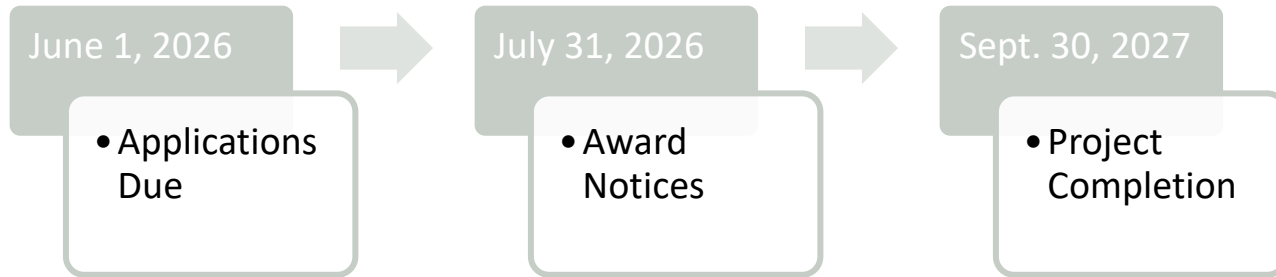 June 1, 2026
• Applications
Due
July 31, 2026
• Award
Notices
Sept. 30, 2027
• Project
Completion